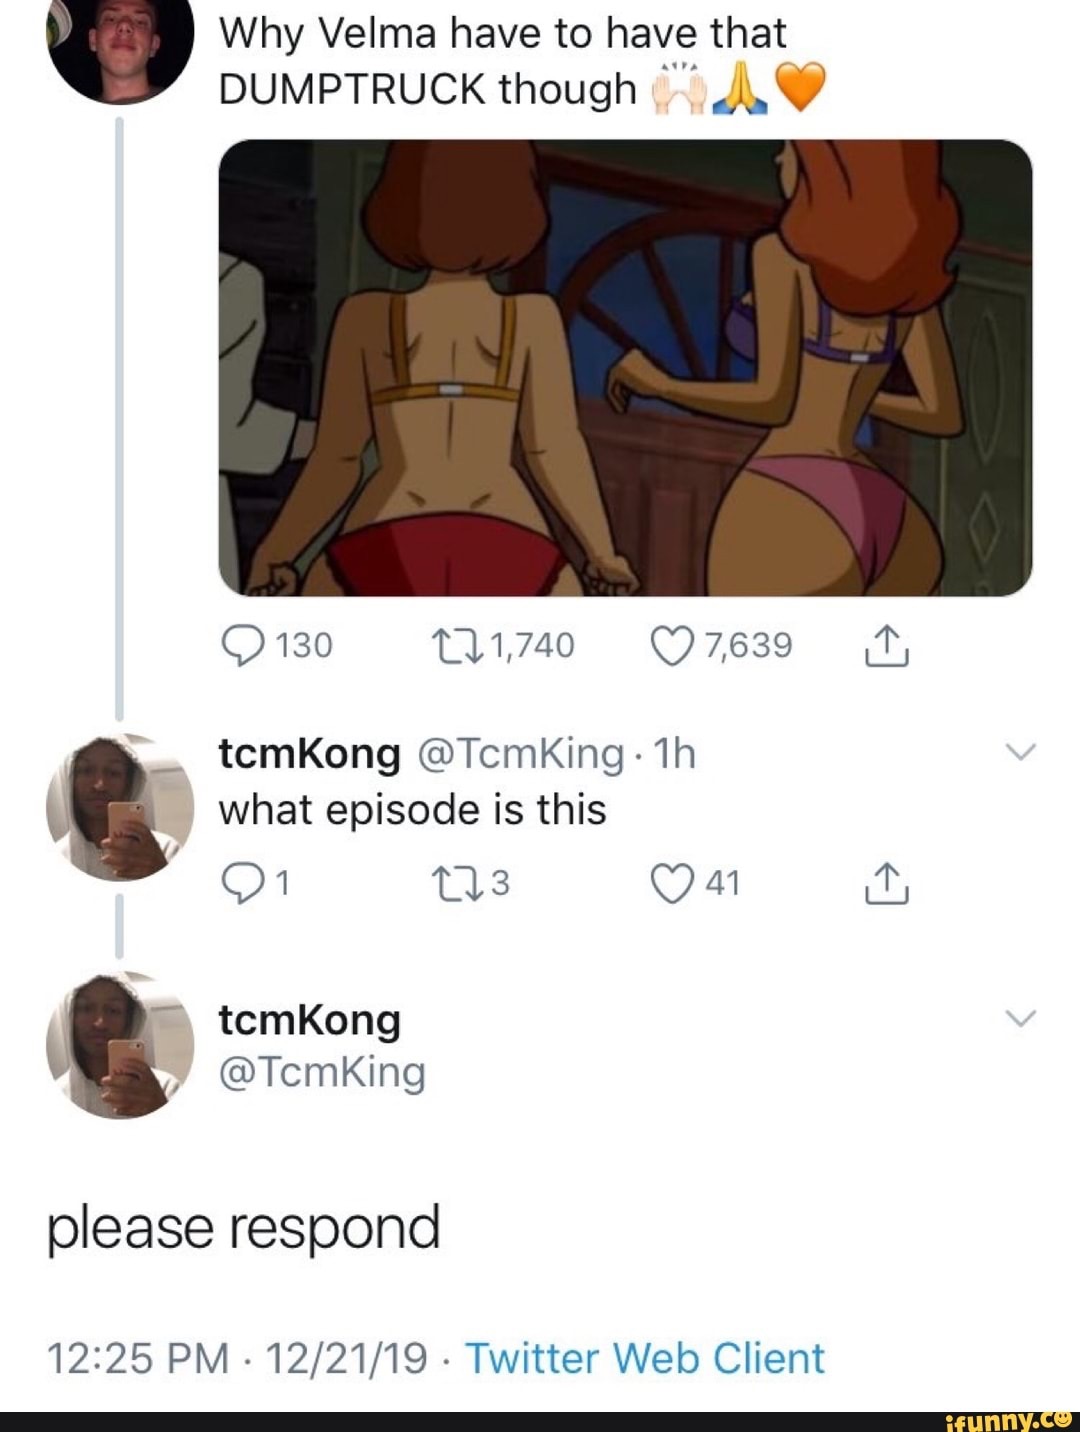 Why Velma have to have that
DUMPTRUCK though 🙌🏻🙏🧡
130 1,740 7,639
tcmKong @TcmKing · 1h
what episode is this
1 3 41
tcmKong
@TcmKing
please respond
12:25 PM · 12/21/19 · Twitter Web Client
ifunny.co